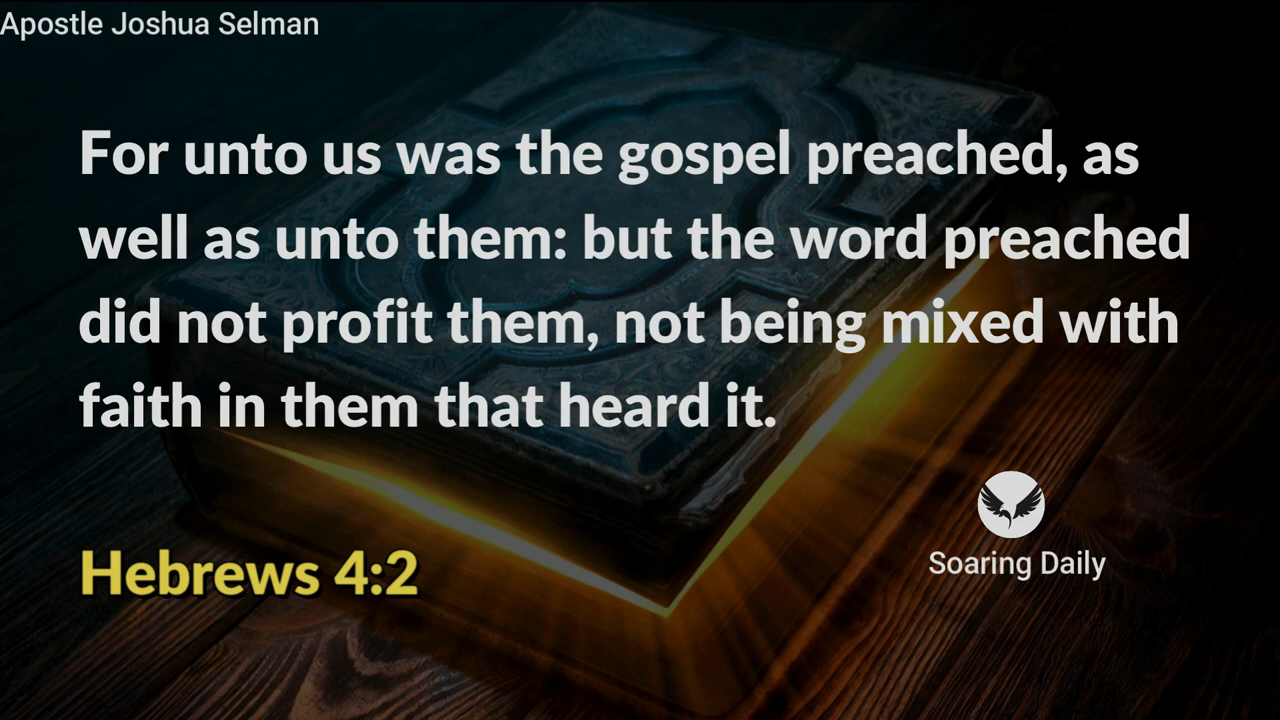 Apostle Joshua Selman
For unto us was the gospel preached, as
well as unto them: but the word preached
did not profit them, not being mixed with
faith in them that heard it.
Hebrews 4:2
Soaring Daily